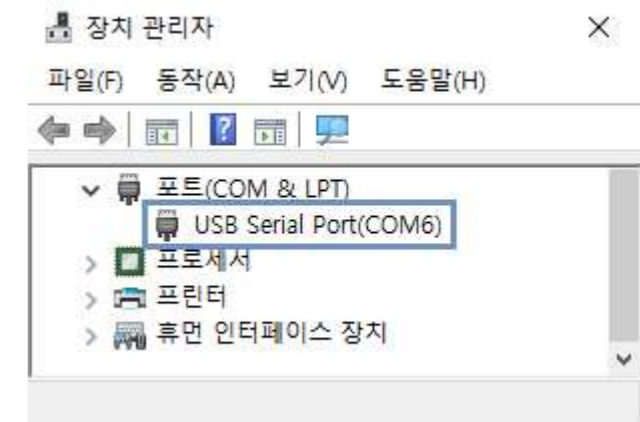 장치 관리자
파일(F) 동작(A) 보기(V) 도움말(H)
포트(COM & LPT)
USB Serial Port(COM6)
프로세서
프린터
휴먼 인터페이스 장치